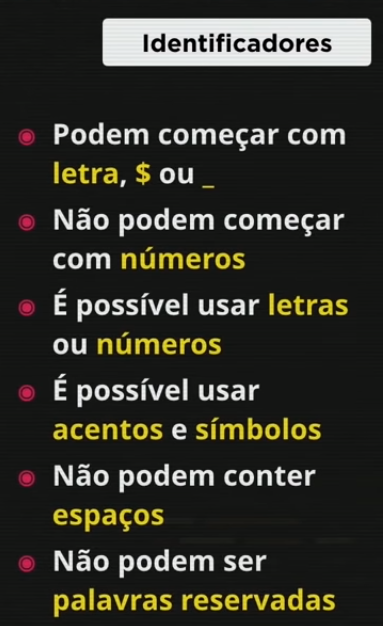 Identificadores
Podem começar com
letra, $ ou _
Não podem começar
com números
É possível usar letras
ou números
É possível usar
acentos e símbolos
Não podem conter
espaços
Não podem ser
palavras reservadas